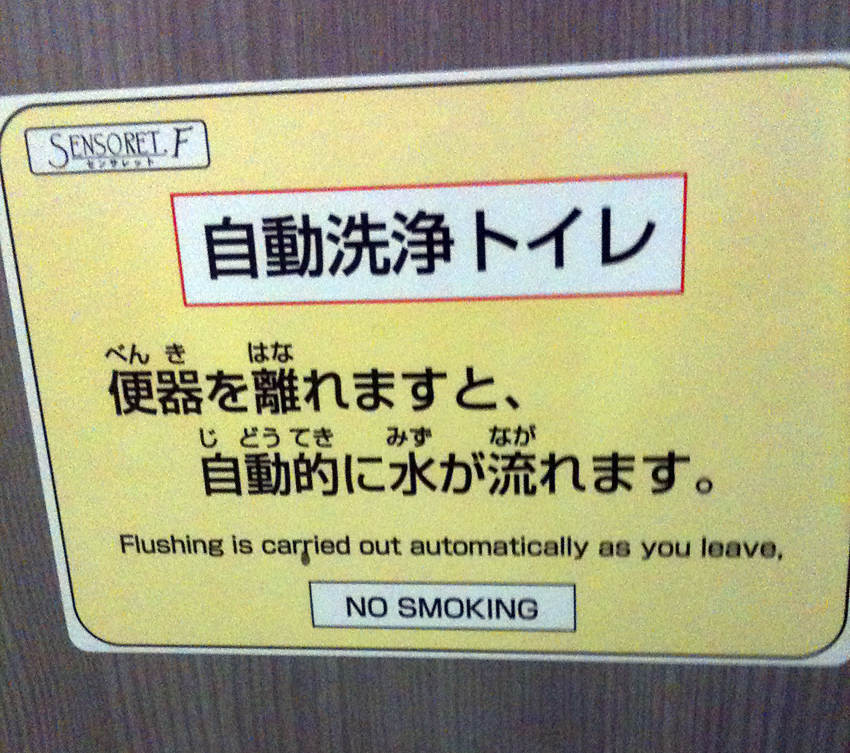 SENSORET.F
センサレット
自動洗浄トイレ
べん き はな
便器を離れますと、
じ どう てき みず なが
自動的に水が流れます。
Flushing is carried out automatically as you leave,
NO SMOKING